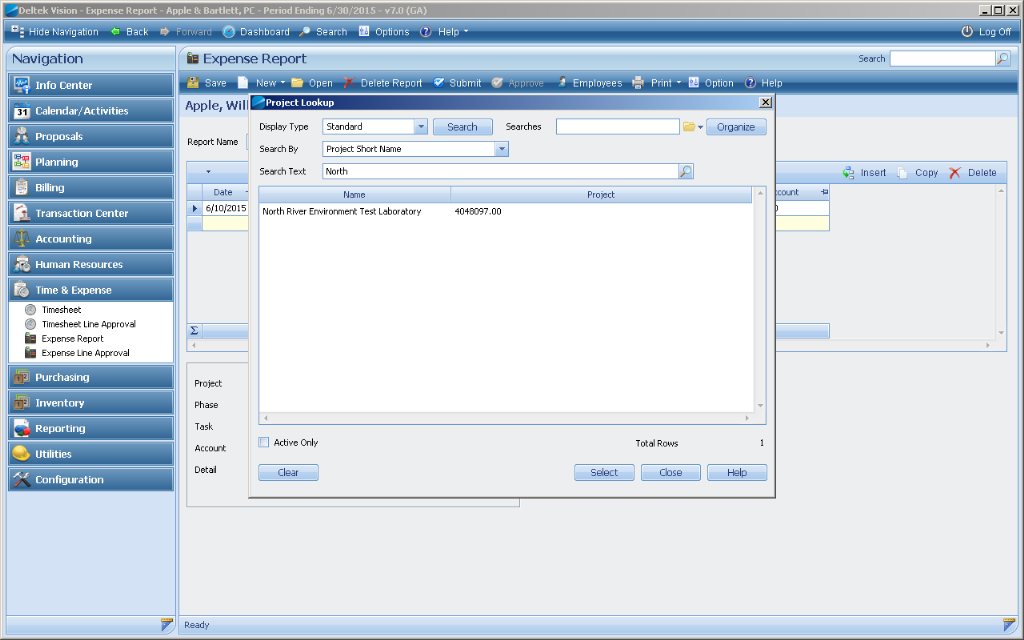 Deltek Vision - Expense Report - Apple & Bartlett, PC - Period Ending 6/30/2015 - v7.0 (GA)
Hide Navigation Back Forward Dashboard Search Options Help Log Off
Navigation
Info Center
31 Calendar/Activities
Proposals
Planning
Billing
Transaction Center
Accounting
Human Resources
Time & Expense
Timesheet
Timesheet Line Approval
Expense Report
Expense Line Approval
Purchasing
Inventory
Reporting
Utilities
Configuration
Expense Report Search
Save New Open Delete Report Submit Approve Employees Print Option Help
Apple, Will
Report Name
Insert Copy Delete
Date count
6/10/2015 0
Σ
Project
Phase
Task
Account
Detail
Project Lookup
Display Type Standard Search Searches Organize
Search By Project Short Name
Search Text North
Name Project
North River Environment Test Laboratory 4048097.00
Active Only Total Rows 1
Clear Select Close Help
Ready